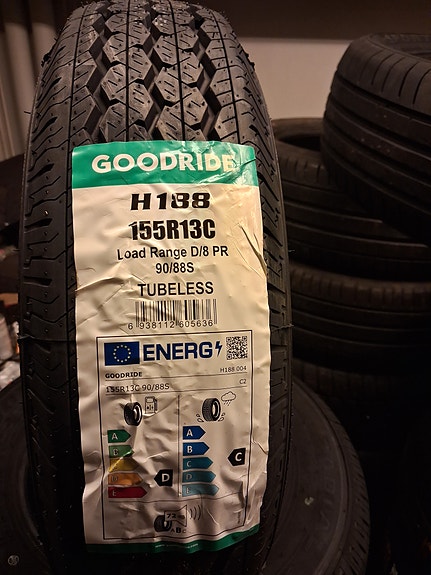 GOODRIDE
H188
155R13C
Load Range D/8 PR
90/88S
TUBELESS
6 938112 605636
ENERG
GOODRIDE H188 004
155R13C 90/88S C2
A A
B
C
D
E E
D
C
72